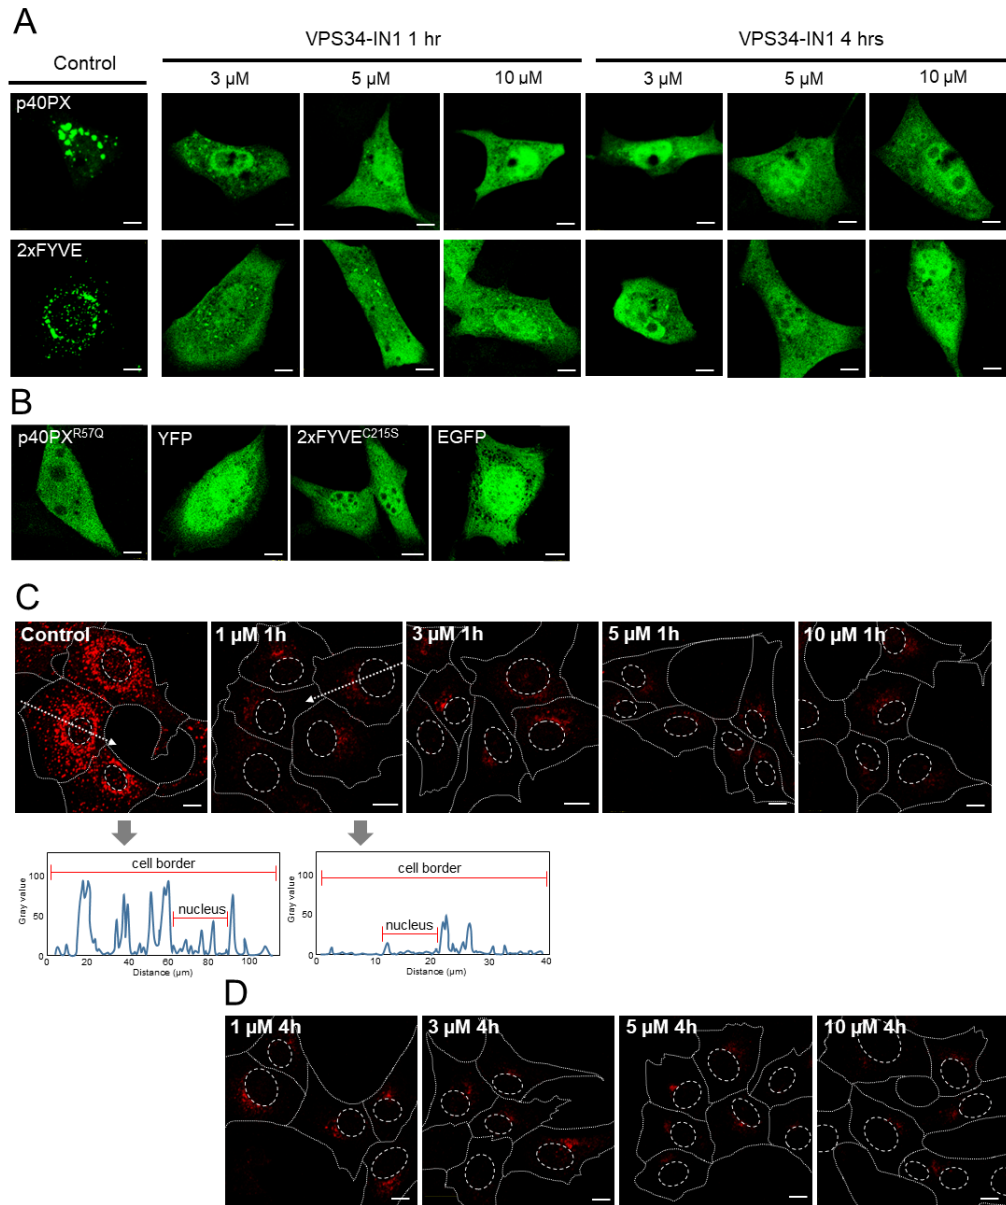 A
VPS34-IN1 1 hr VPS34-IN1 4 hrs
Control
3 µM 5 µM 10 µM 3 µM 5 µM 10 µM
p40PX
2xFYVE
B
p40PX^R57Q YFP 2xFYVE^C215S EGFP
C
Control 1 µM 1h 3 µM 1h 5 µM 1h 10 µM 1h
cell border cell border
100 100
Gray value Gray value
nucleus nucleus
50 50
0 0
0 20 40 60 80 100 0 10 20 30 40
Distance (µm) Distance (µm)
D
1 µM 4h 3 µM 4h 5 µM 4h 10 µM 4h